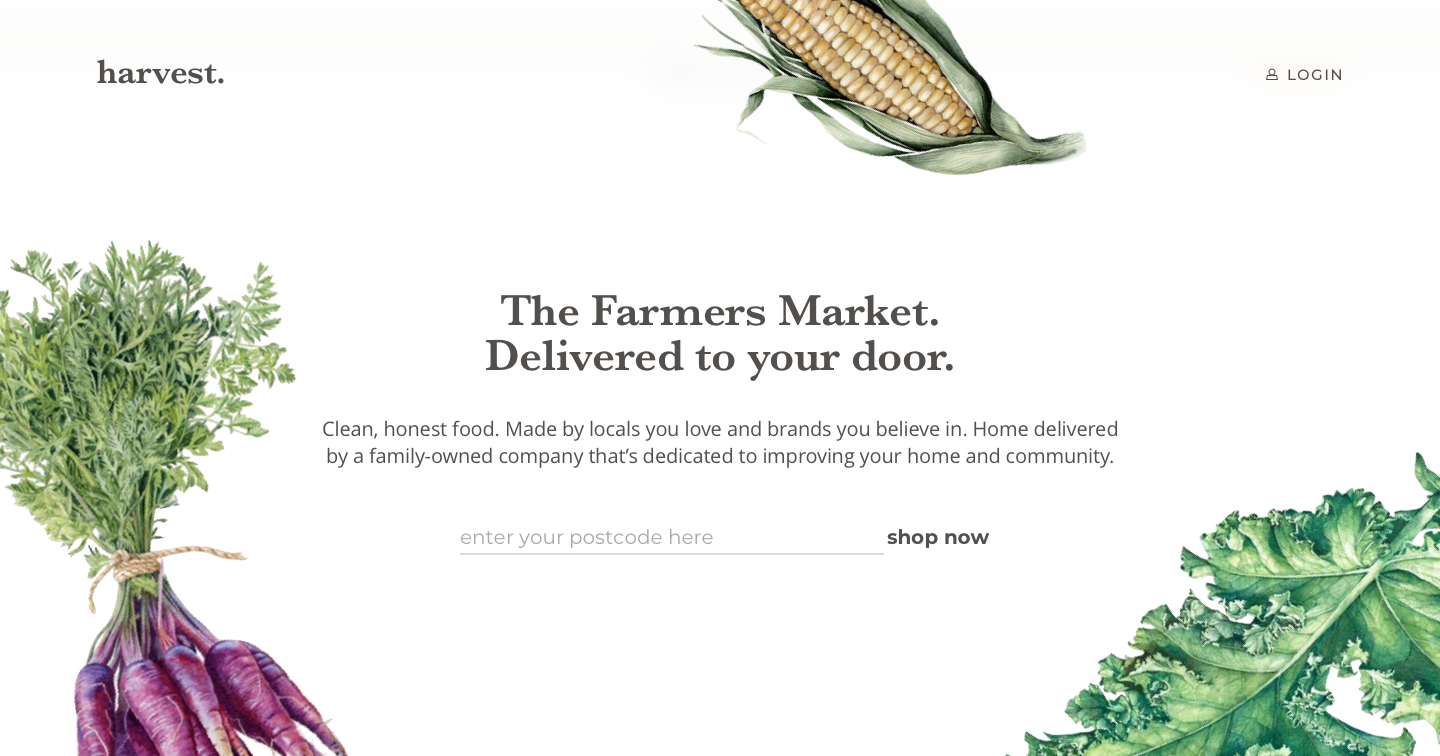 harvest.
LOGIN
The Farmers Market.
Delivered to your door.
Clean, honest food. Made by locals you love and brands you believe in. Home delivered
by a family-owned company that’s dedicated to improving your home and community.
enter your postcode here
shop now